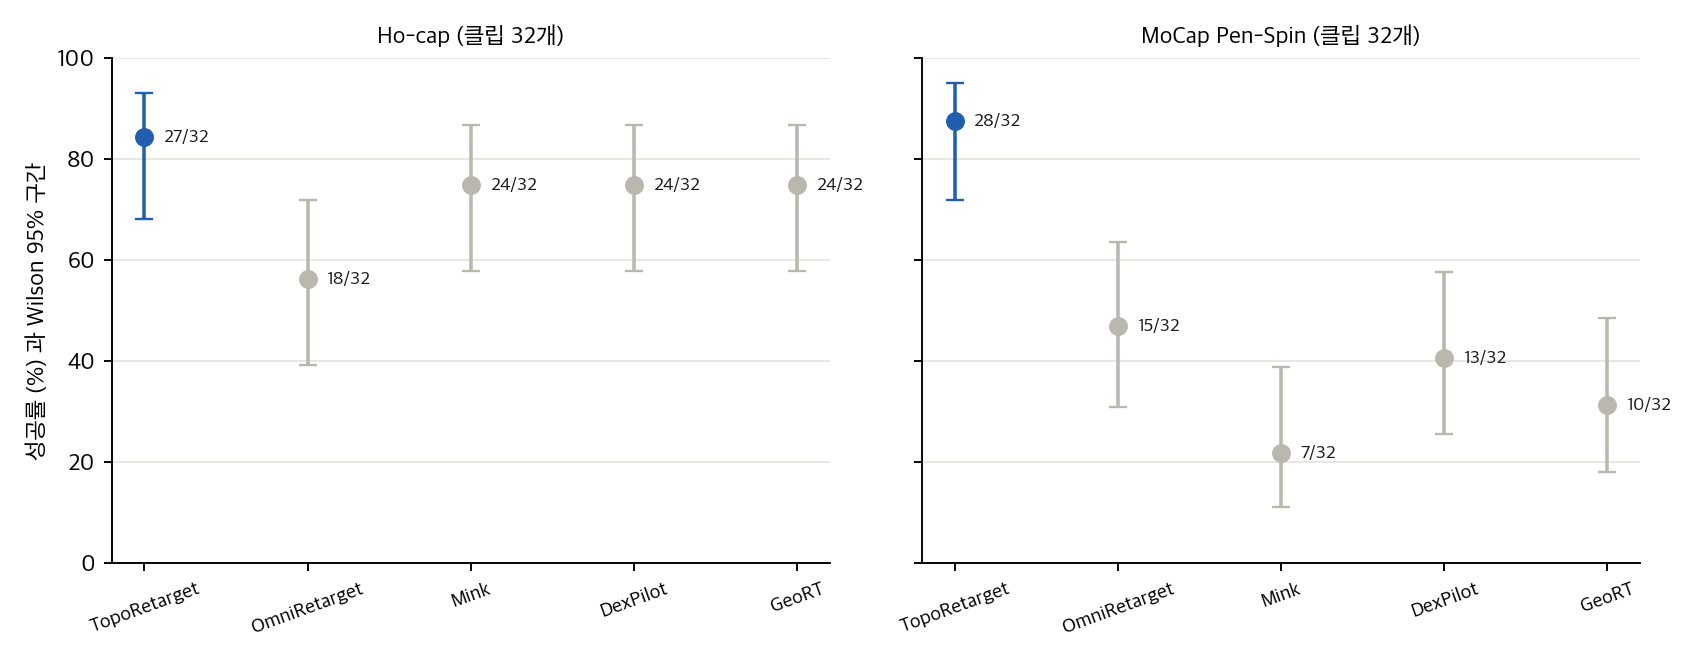 Ho-cap (클립 32개)
성공률 (%) 과 Wilson 95% 구간
100
80
60
40
20
0
27/32
18/32
24/32
24/32
24/32
TopoRetarget
OmniRetarget
Mink
DexPilot
GeoRT
MoCap Pen-Spin (클립 32개)
28/32
15/32
7/32
13/32
10/32
TopoRetarget
OmniRetarget
Mink
DexPilot
GeoRT